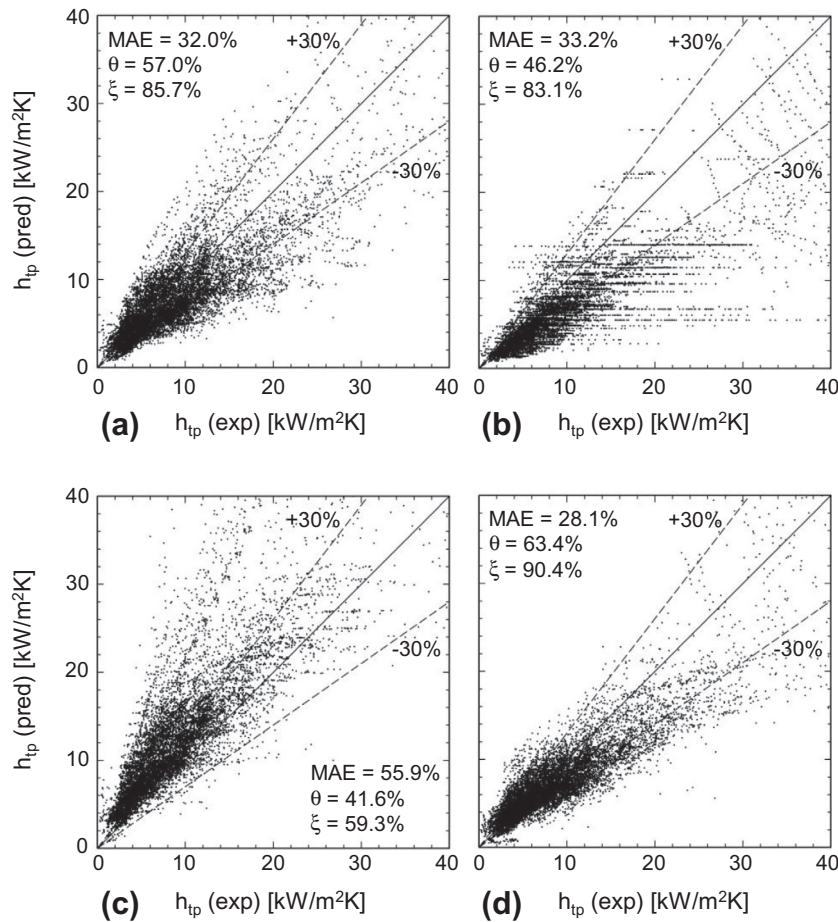 MAE = 32.0%
θ = 57.0%
ξ = 85.7%
+30%
-30%
40
30
20
10
0
h_tp (pred) [kW/m²K]
0
10
20
30
40
(a)
h_tp (exp) [kW/m²K]
MAE = 33.2%
θ = 46.2%
ξ = 83.1%
+30%
-30%
0
10
20
30
40
(b)
h_tp (exp) [kW/m²K]
+30%
-30%
MAE = 55.9%
θ = 41.6%
ξ = 59.3%
40
30
20
10
0
h_tp (pred) [kW/m²K]
0
10
20
30
40
(c)
h_tp (exp) [kW/m²K]
MAE = 28.1%
θ = 63.4%
ξ = 90.4%
+30%
-30%
0
10
20
30
40
(d)
h_tp (exp) [kW/m²K]